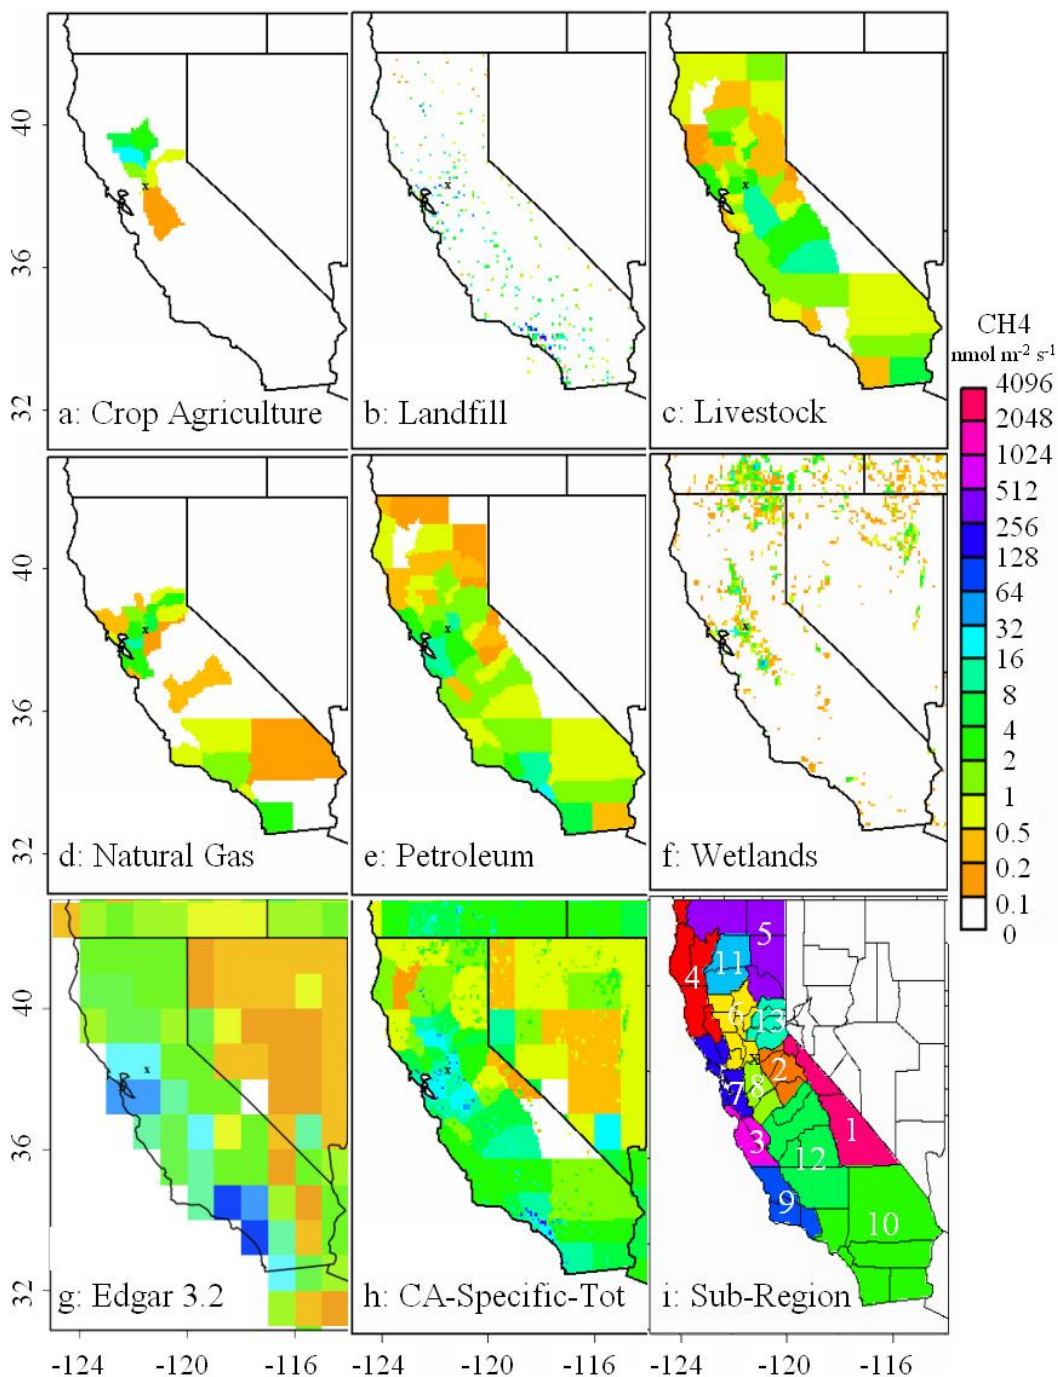 40
36
32
x
a: Crop Agriculture
b: Landfill
x
c: Livestock
CH4
nmol m⁻² s⁻¹
4096
2048
1024
512
256
128
64
32
16
8
4
2
1
0.5
0.2
0.1
0
40
36
32
x
d: Natural Gas
x
e: Petroleum
x
f: Wetlands
40
36
32
x
g: Edgar 3.2
x
h: CA-Specific-Tot
5
11
4
6
13
x
2
7
8
1
3
12
9
10
i: Sub-Region
-124 -120 -116 -124 -120 -116 -124 -120 -116